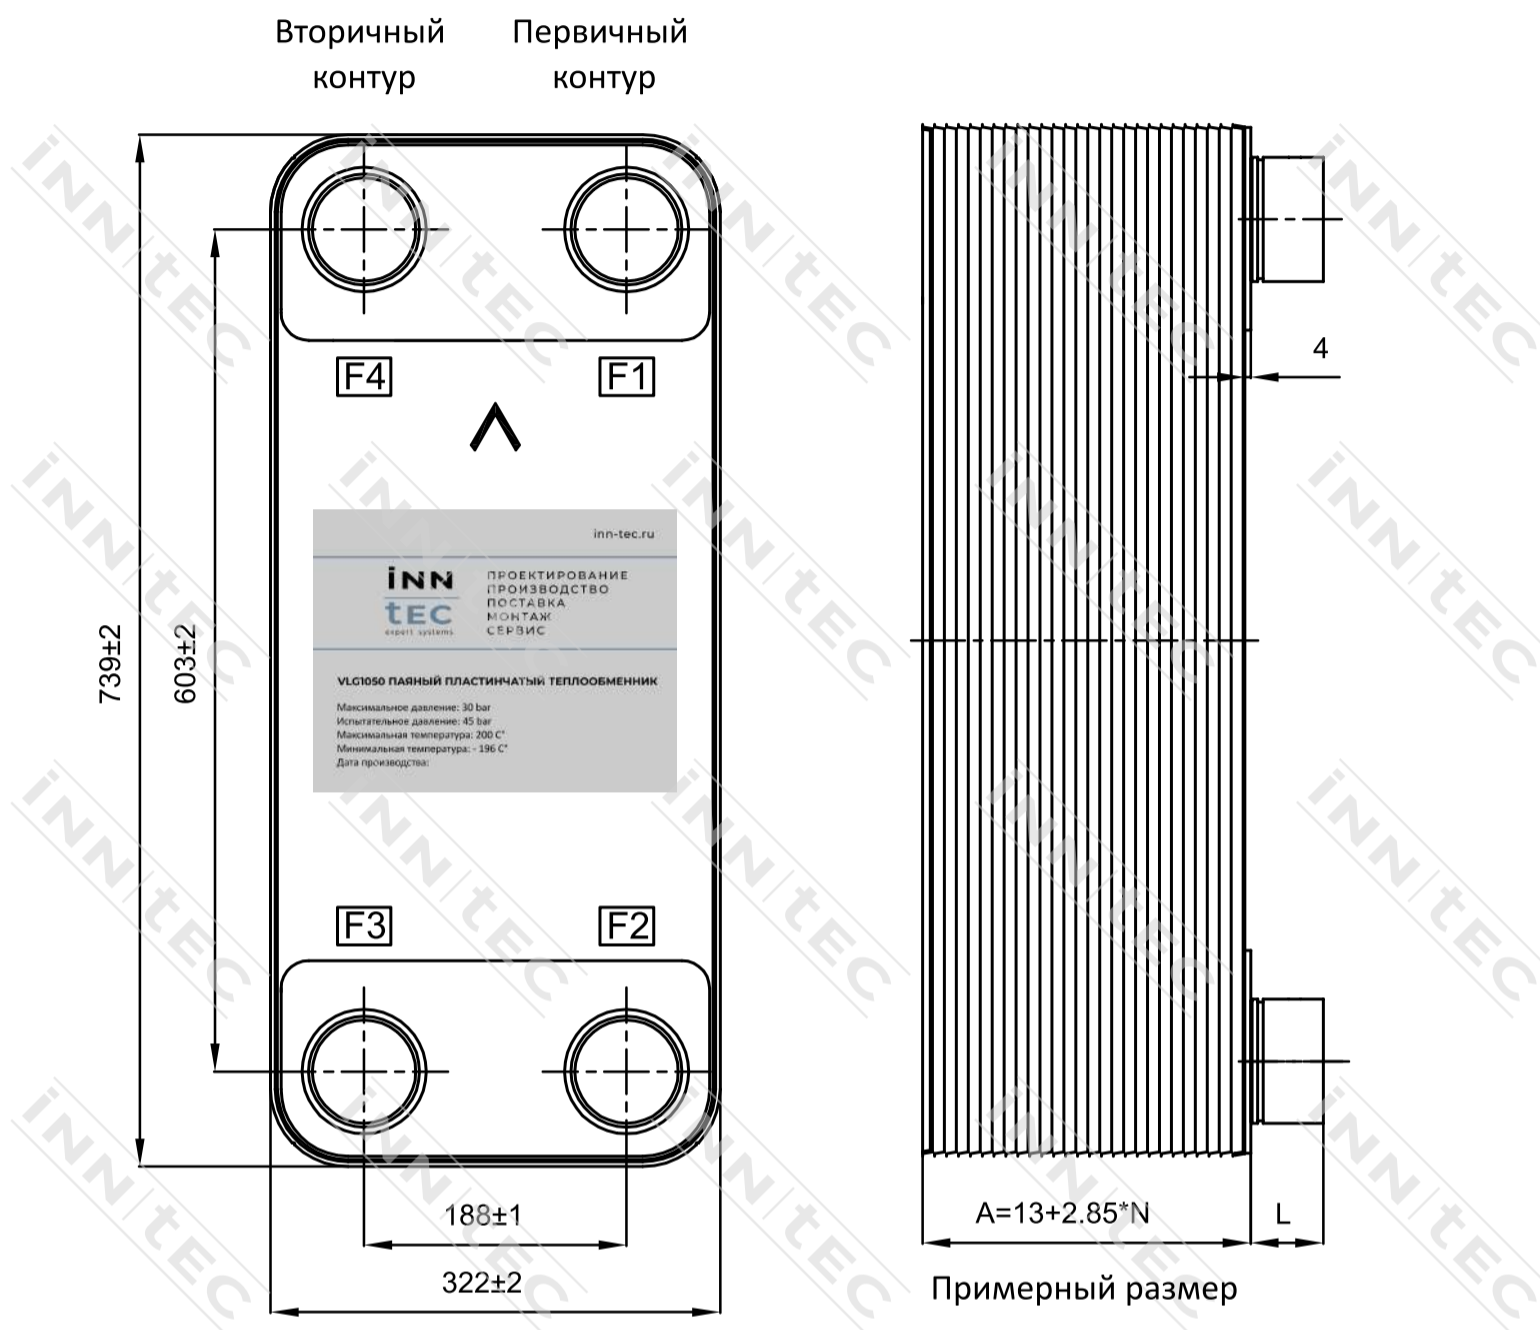 Вторичный
контур
Первичный
контур
F4
F1
4
739±2
603±2
inn-tec.ru
iNN
tEC
expert systems
ПРОЕКТИРОВАНИЕ
ПРОИЗВОДСТВО
ПОСТАВКА
МОНТАЖ
СЕРВИС
VLG1050 ПАЯНЫЙ ПЛАСТИНЧАТЫЙ ТЕПЛООБМЕННИК
Максимальное давление: 30 bar
Испытательное давление: 45 bar
Максимальная температура: 200 C°
Минимальная температура: - 196 C°
Дата производства:
F3
F2
188±1
322±2
A=13+2.85*N
L
Примерный размер